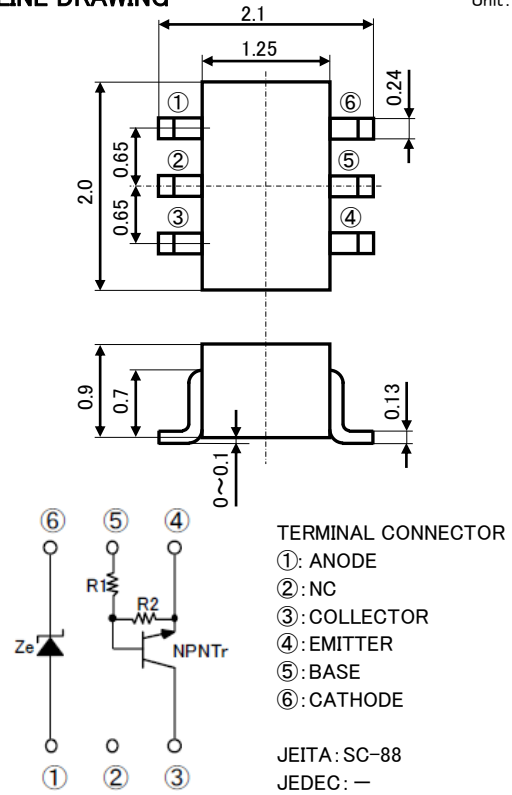 LINE DRAWING
Unit:
2.1
1.25
① ⑥
0.24
0.65
② ⑤
2.0
0.65
③ ④
0.9
0.7
0.13
0~0.1
⑥ ⑤ ④
R1
R2
Ze
NPNTr
① ② ③
TERMINAL CONNECTOR
①: ANODE
②: NC
③: COLLECTOR
④: EMITTER
⑤: BASE
⑥: CATHODE
JEITA: SC-88
JEDEC: —